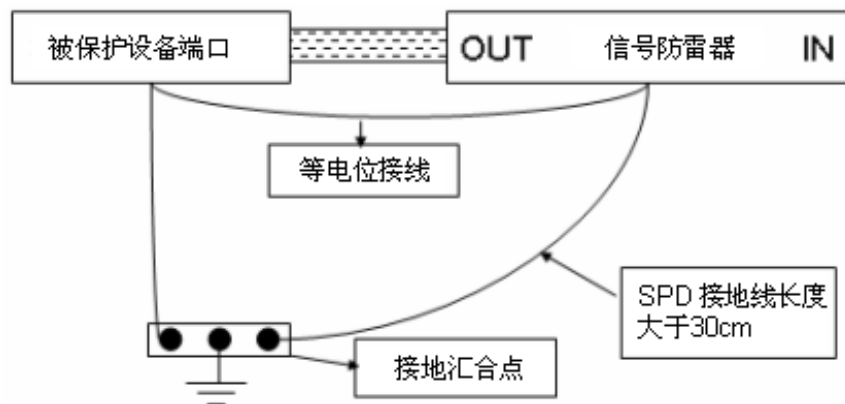 被保护设备端口
OUT 信号防雷器 IN
等电位接线
SPD 接地线长度
大于30cm
接地汇合点